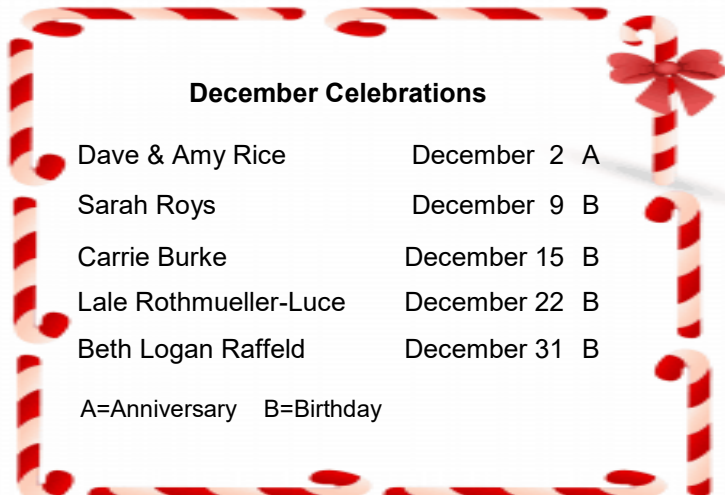 December Celebrations
Dave & Amy Rice December 2 A
Sarah Roys December 9 B
Carrie Burke December 15 B
Lale Rothmueller-Luce December 22 B
Beth Logan Raffeld December 31 B
A=Anniversary B=Birthday